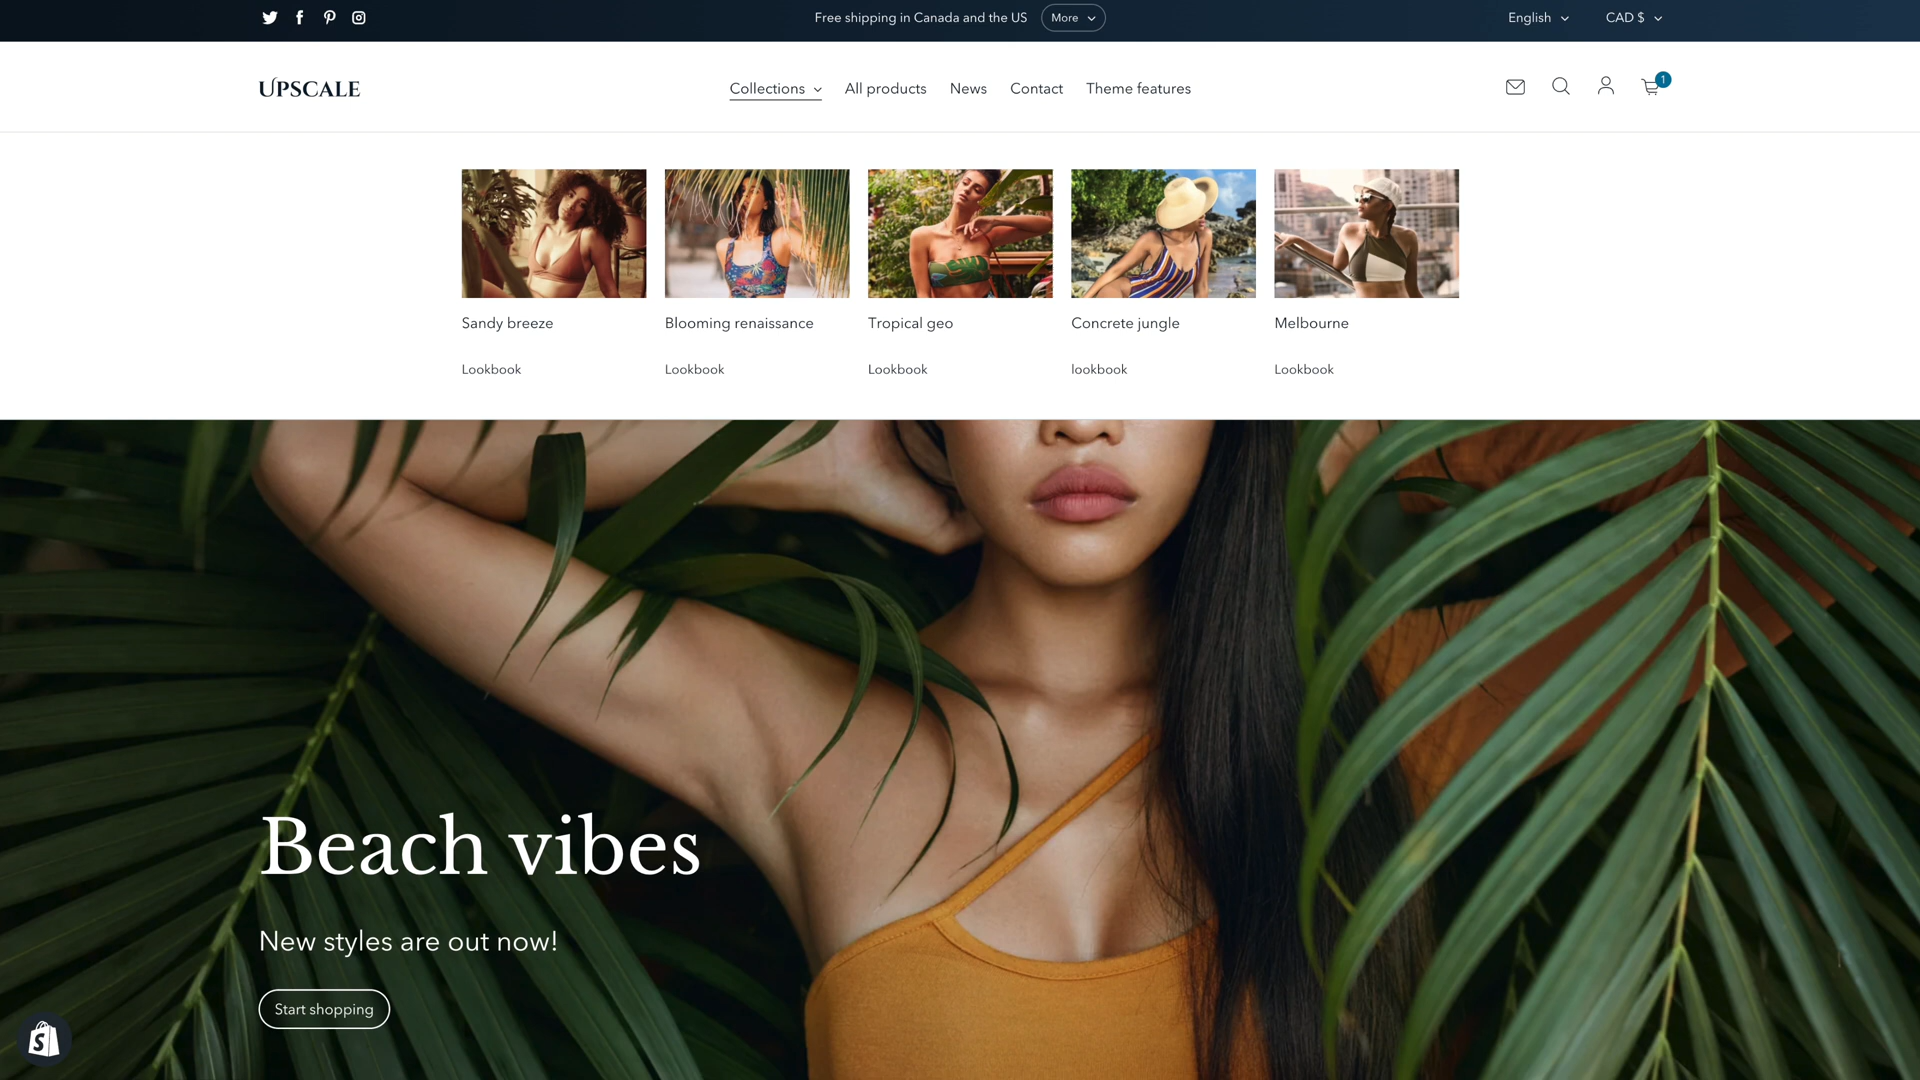 Free shipping in Canada and the US
More
English
CAD $
UPSCALE
Collections
All products
News
Contact
Theme features
1
Sandy breeze
Blooming renaissance
Tropical geo
Concrete jungle
Melbourne
Lookbook
Lookbook
Lookbook
lookbook
Lookbook
Beach vibes
New styles are out now!
Start shopping